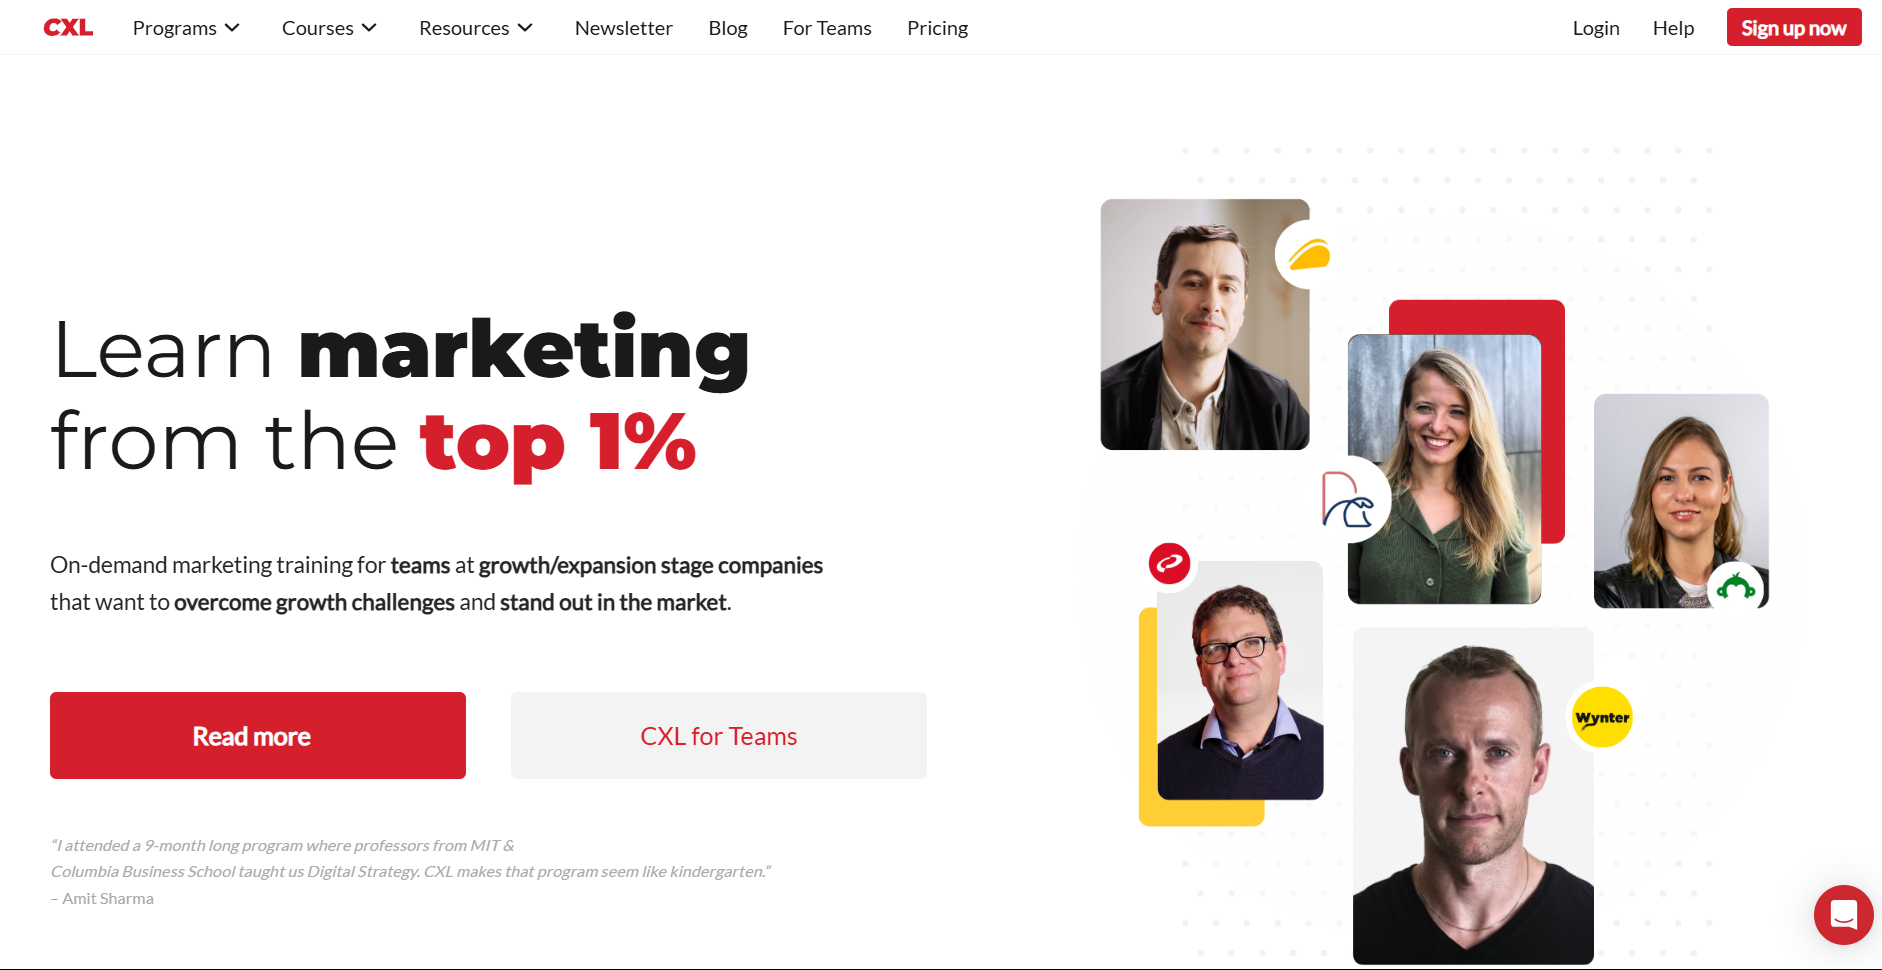 CXL Programs Courses Resources Newsletter Blog For Teams Pricing Login Help Sign up now
Learn marketing
from the top 1%
On-demand marketing training for teams at growth/expansion stage companies
that want to overcome growth challenges and stand out in the market.
Read more CXL for Teams
“I attended a 9-month long program where professors from MIT &
Columbia Business School taught us Digital Strategy. CXL makes that program seem like kindergarten.”
– Amit Sharma
Wynter